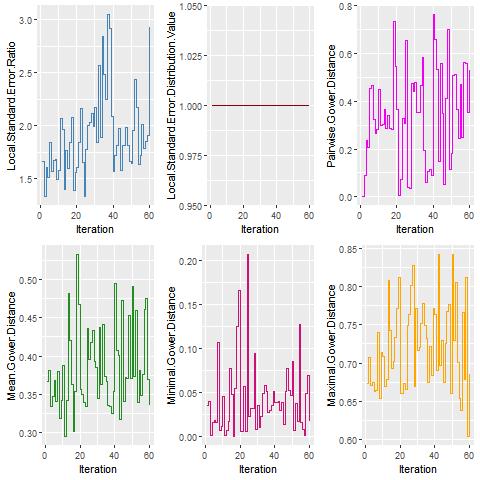 Local.Standard.Error.Ratio
3.0
2.5
2.0
1.5
0 20 40 60
Iteration
Local.Standard.Error.Distribution.Value
1.050
1.025
1.000
0.975
0.950
0 20 40 60
Iteration
Pairwise.Gower.Distance
0.8
0.6
0.4
0.2
0.0
0 20 40 60
Iteration
Mean.Gower.Distance
0.50
0.45
0.40
0.35
0.30
0 20 40 60
Iteration
Minimal.Gower.Distance
0.20
0.15
0.10
0.05
0.00
0 20 40 60
Iteration
Maximal.Gower.Distance
0.85
0.80
0.75
0.70
0.65
0.60
0 20 40 60
Iteration